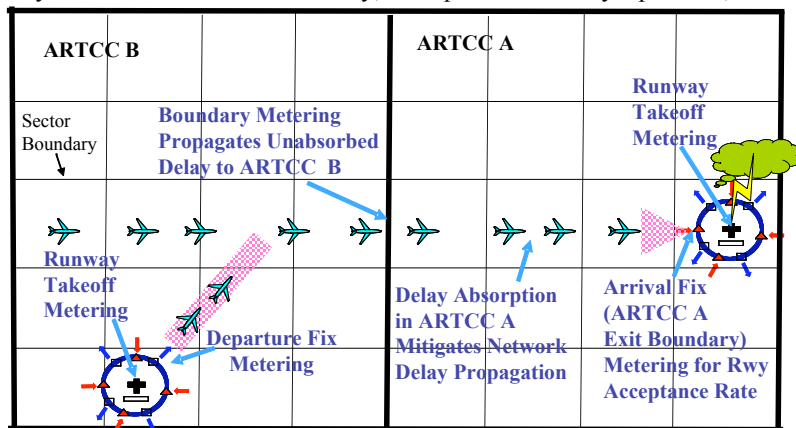 ARTCC B
ARTCC A
Sector
Boundary
Boundary Metering
Propagates Unabsorbed
Delay to ARTCC  B
Runway
Takeoff
Metering
Runway
Takeoff
Metering
Departure Fix
Metering
Delay Absorption
in ARTCC A
Mitigates Network
Delay Propagation
Arrival Fix
(ARTCC A
Exit Boundary)
Metering for Rwy
Acceptance Rate